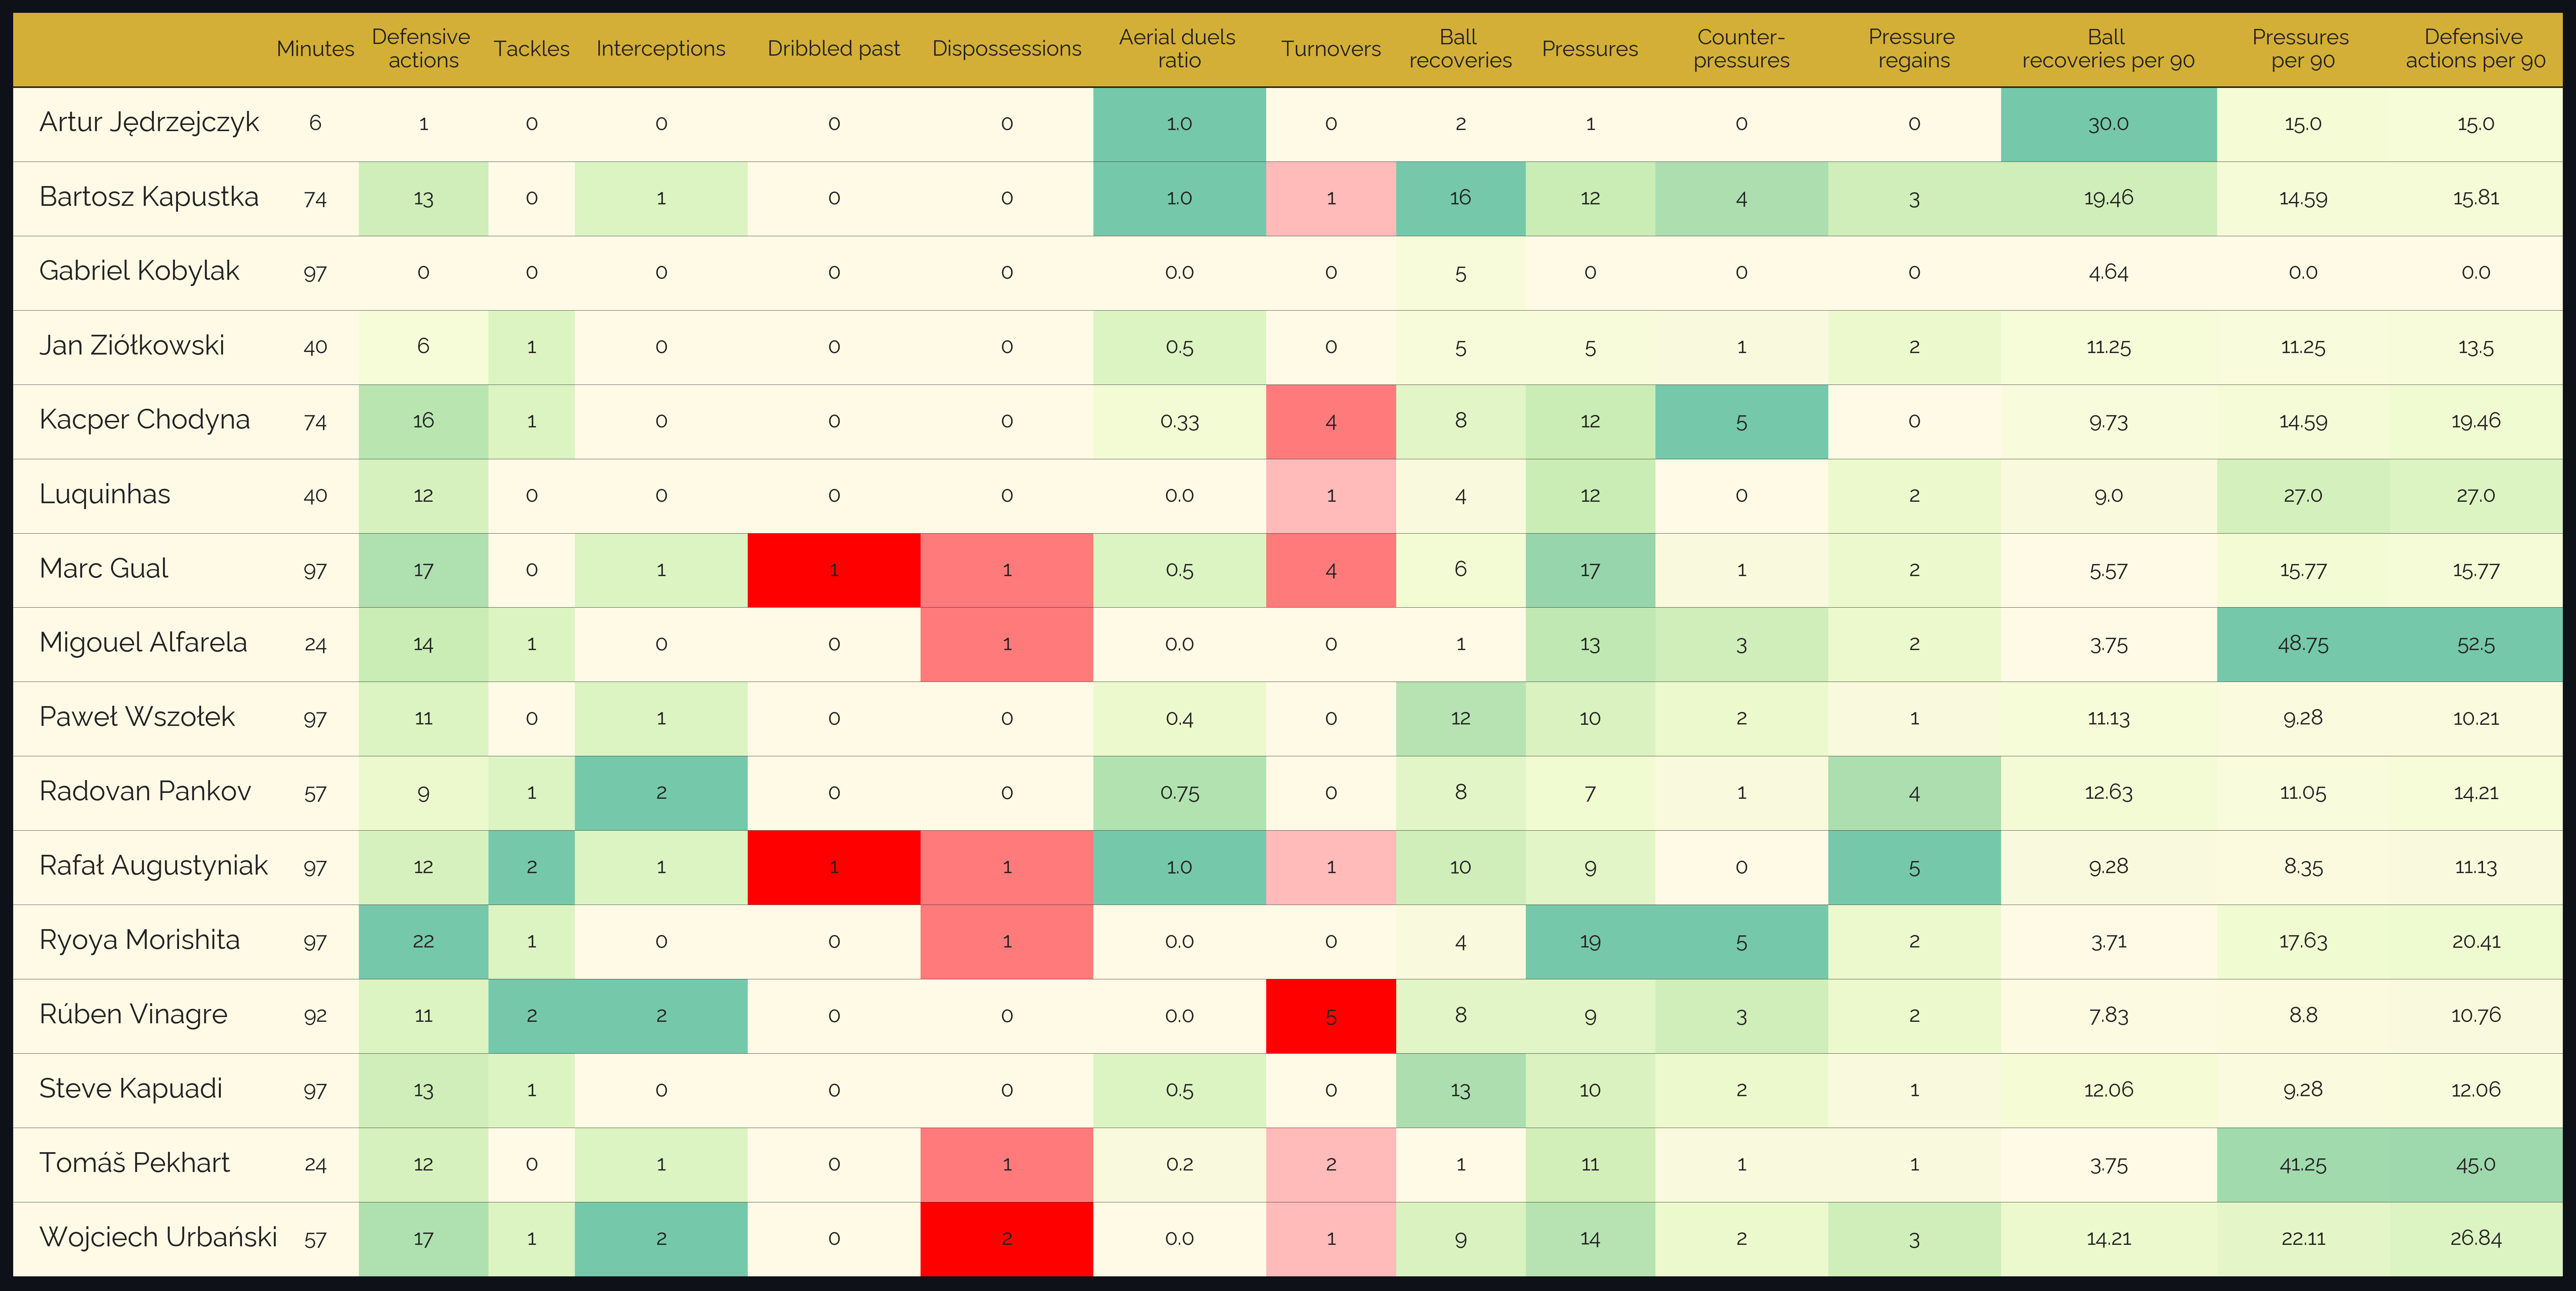 Minutes Defensive actions Tackles Interceptions Dribbled past Dispossessions Aerial duels ratio Turnovers Ball recoveries Pressures Counter-pressures Pressure regains Ball recoveries per 90 Pressures per 90 Defensive actions per 90
Artur Jędrzejczyk 6 1 0 0 0 0 1.0 0 2 1 0 0 30.0 15.0 15.0
Bartosz Kapustka 74 13 0 1 0 0 1.0 1 16 12 4 3 19.46 14.59 15.81
Gabriel Kobylak 97 0 0 0 0 0 0.0 0 5 0 0 0 4.64 0.0 0.0
Jan Ziółkowski 40 6 1 0 0 0 0.5 0 5 5 1 2 11.25 11.25 13.5
Kacper Chodyna 74 16 1 0 0 0 0.33 4 8 12 5 0 9.73 14.59 19.46
Luquinhas 40 12 0 0 0 0 0.0 1 4 12 0 2 9.0 27.0 27.0
Marc Gual 97 17 0 1 1 1 0.5 4 6 17 1 2 5.57 15.77 15.77
Migouel Alfarela 24 14 1 0 0 1 0.0 0 1 13 3 2 3.75 48.75 52.5
Paweł Wszołek 97 11 0 1 0 0 0.4 0 12 10 2 1 11.13 9.28 10.21
Radovan Pankov 57 9 1 2 0 0 0.75 0 8 7 1 4 12.63 11.05 14.21
Rafał Augustyniak 97 12 2 1 1 1 1.0 1 10 9 0 5 9.28 8.35 11.13
Ryoya Morishita 97 22 1 0 0 1 0.0 0 4 19 5 2 3.71 17.63 20.41
Rúben Vinagre 92 11 2 2 0 0 0.0 5 8 9 3 2 7.83 8.8 10.76
Steve Kapuadi 97 13 1 0 0 0 0.5 0 13 10 2 1 12.06 9.28 12.06
Tomáš Pekhart 24 12 0 1 0 1 0.2 2 1 11 1 1 3.75 41.25 45.0
Wojciech Urbański 57 17 1 2 0 2 0.0 1 9 14 2 3 14.21 22.11 26.84